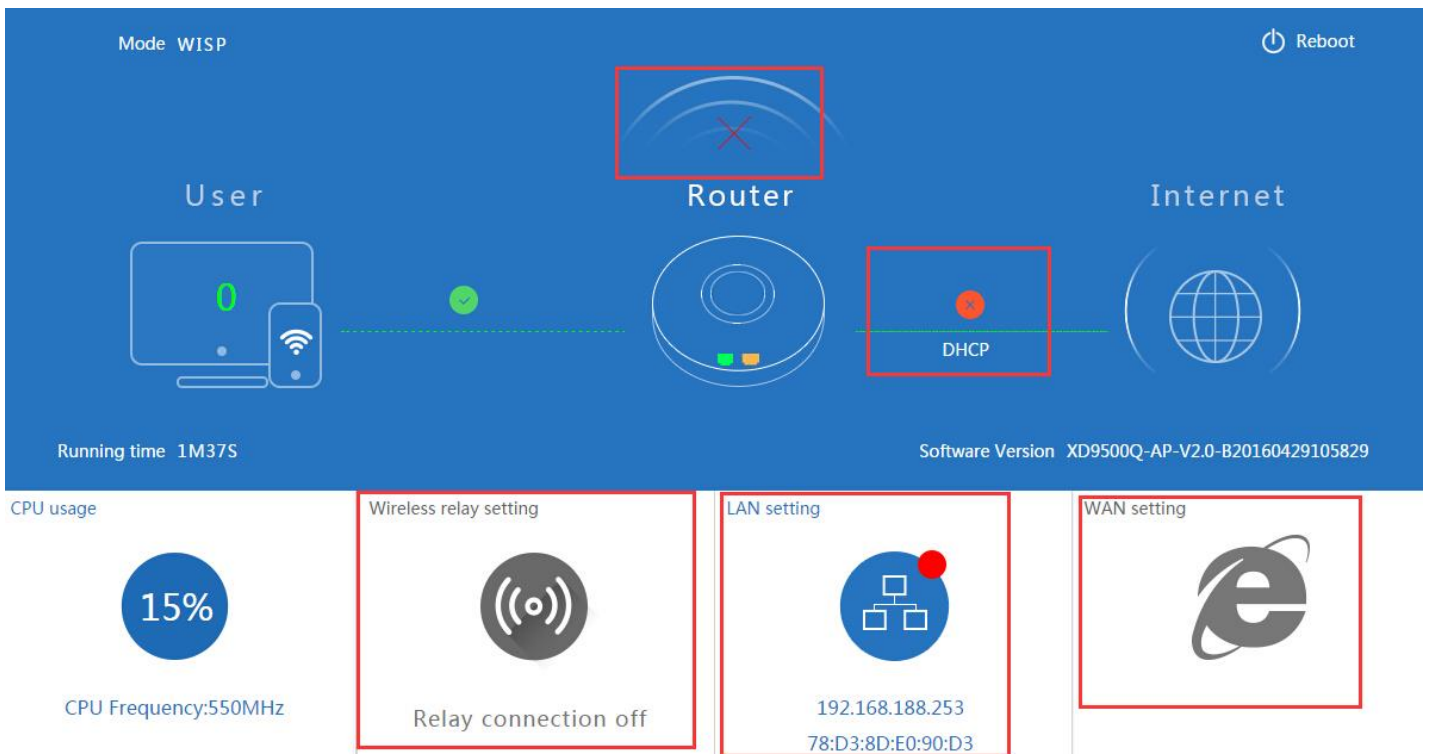 Mode WISP
Reboot
User
Router
Internet
0
DHCP
Running time 1M37S
Software Version XD9500Q-AP-V2.0-B20160429105829
CPU usage
Wireless relay setting
LAN setting
WAN setting
15%
CPU Frequency:550MHz
Relay connection off
192.168.188.253
78:D3:8D:E0:90:D3